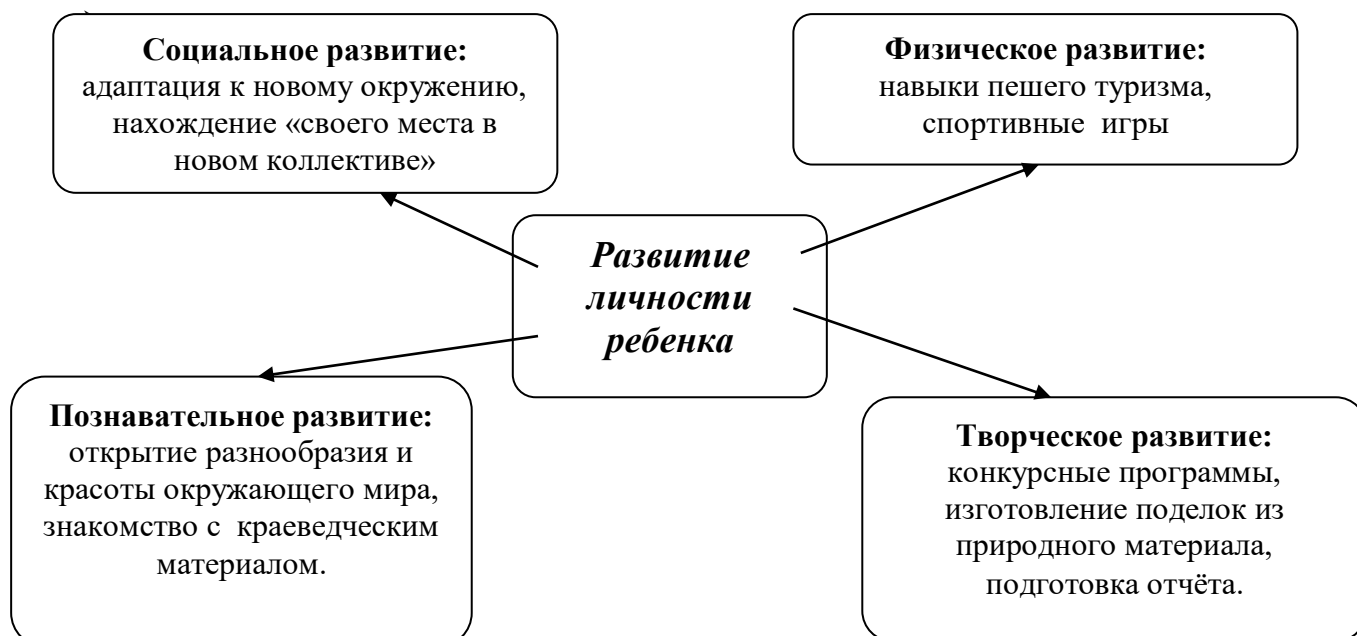 Социальное развитие:
адаптация к новому окружению,
нахождение «своего места в
новом коллективе»
Физическое развитие:
навыки пешего туризма,
спортивные игры
Развитие
личности
ребенка
Познавательное развитие:
открытие разнообразия и
красоты окружающего мира,
знакомство с краеведческим
материалом.
Творческое развитие:
конкурсные программы,
изготовление поделок из
природного материала,
подготовка отчёта.